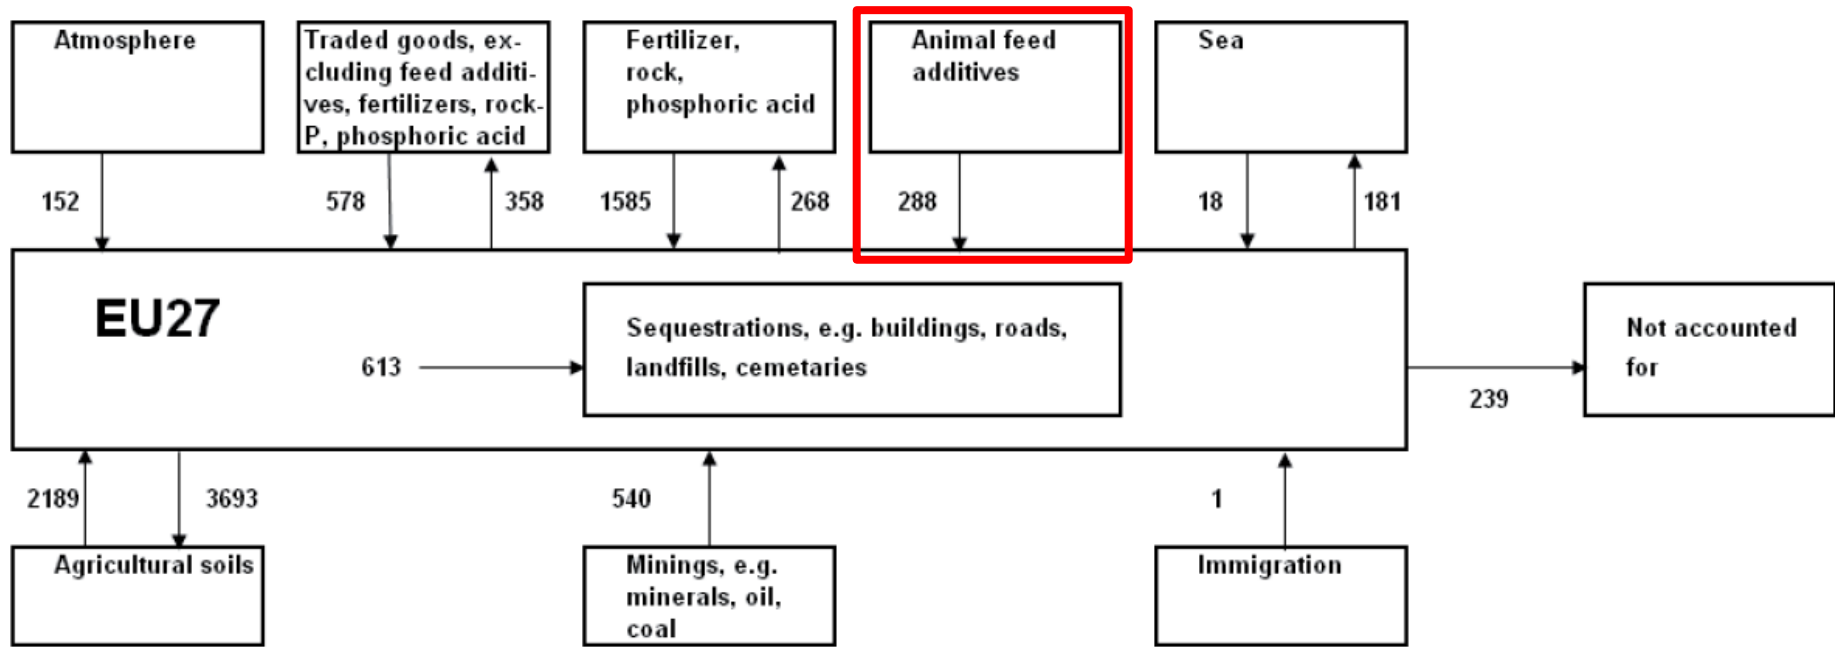 Atmosphere
Traded goods, ex-
cluding feed additi-
ves, fertilizers, rock-
P, phosphoric acid
Fertilizer,
rock,
phosphoric acid
Animal feed
additives
Sea
152
578
358
1585
268
288
18
181
EU27
613
Sequestrations, e.g. buildings, roads,
landfills, cemetaries
239
Not accounted
for
2189
3693
540
1
Agricultural soils
Minings, e.g.
minerals, oil,
coal
Immigration